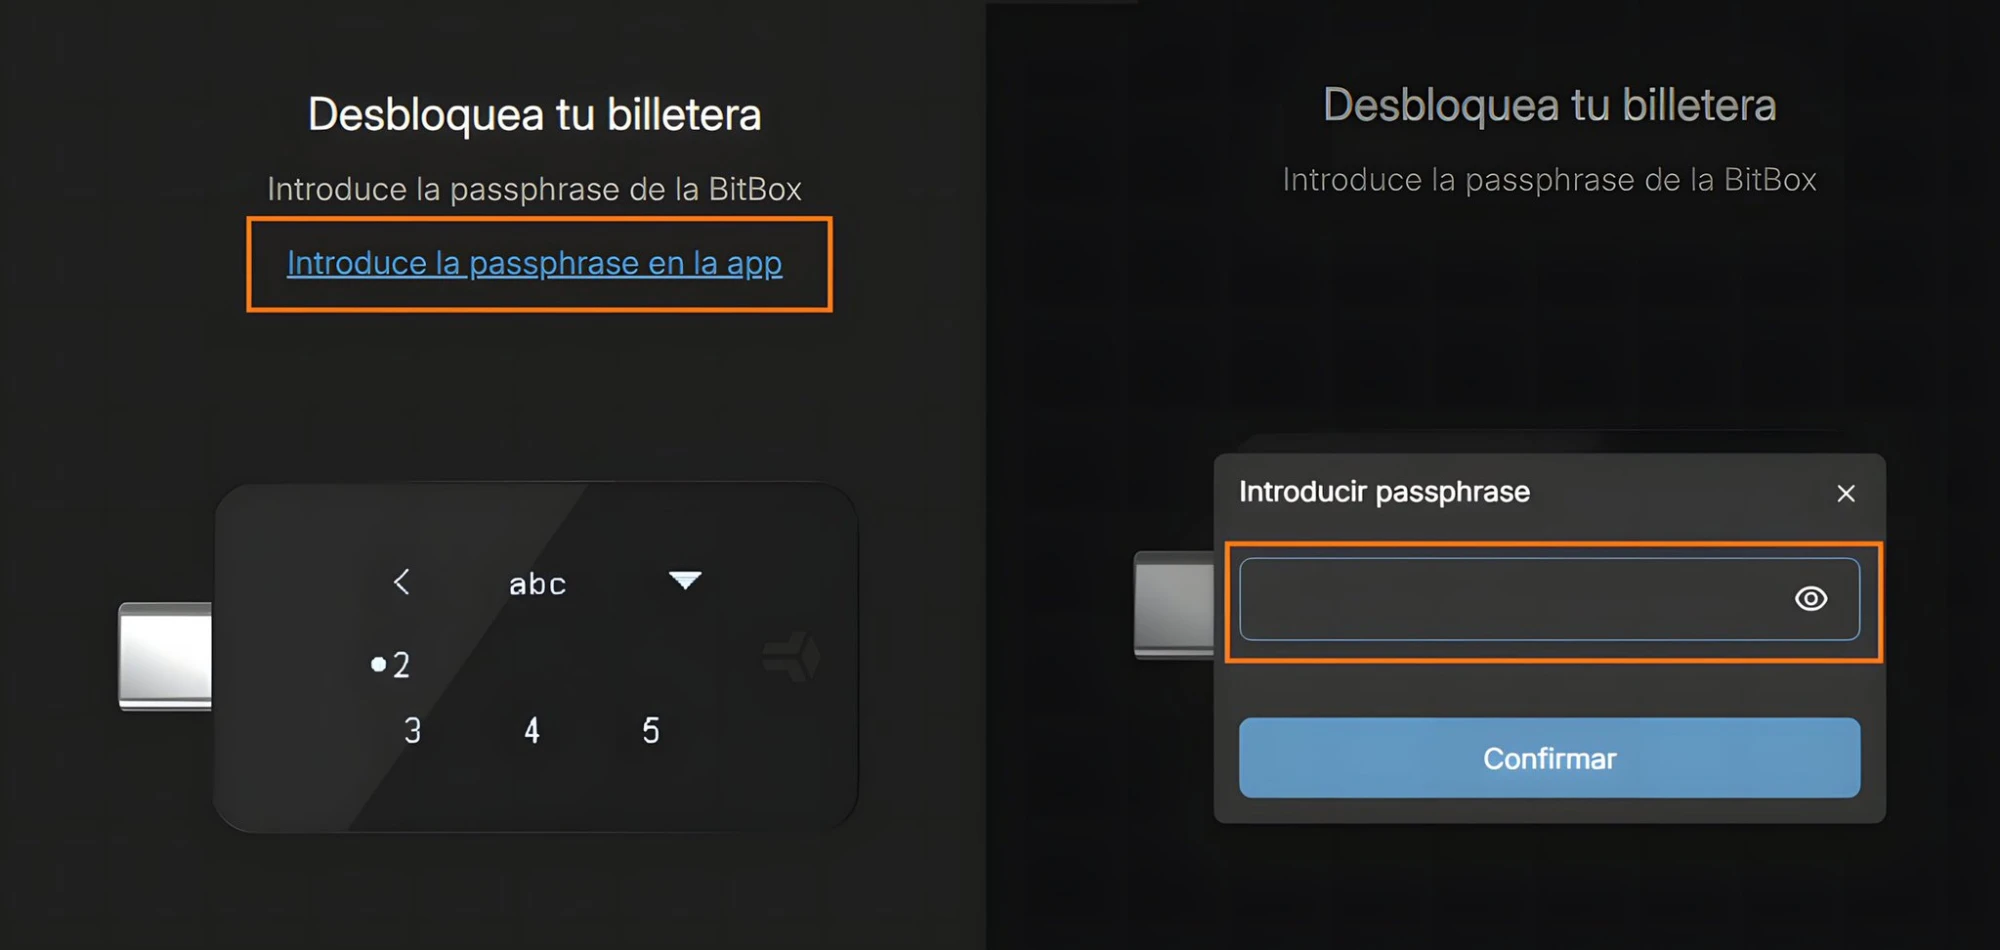 Desbloquea tu billetera
Introduce la passphrase de la BitBox
Introduce la passphrase en la app
< abc
2
3 4 5
Desbloquea tu billetera
Introduce la passphrase de la BitBox
Introducir passphrase
Confirmar